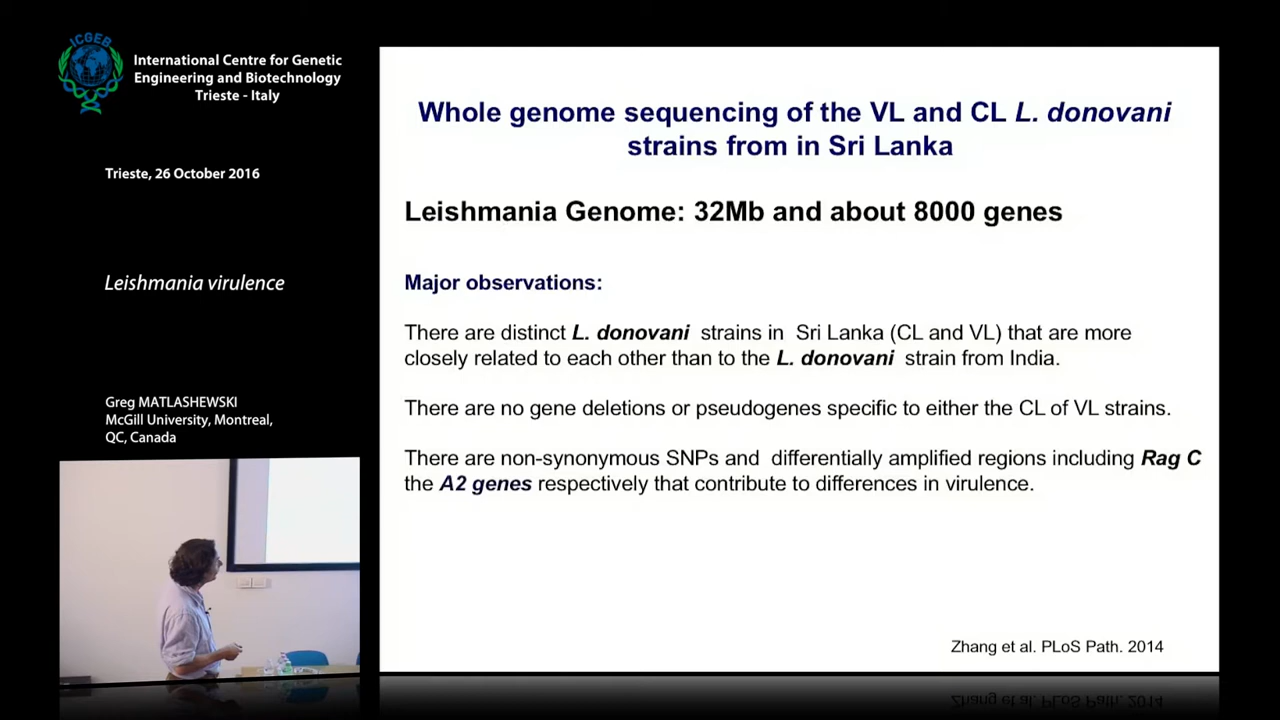 ICGEB
International Centre for Genetic
Engineering and Biotechnology
Trieste - Italy
Trieste, 26 October 2016
Leishmania virulence
Greg MATLASHEWSKI
McGill University, Montreal,
QC, Canada
Whole genome sequencing of the VL and CL L. donovani
strains from in Sri Lanka
Leishmania Genome: 32Mb and about 8000 genes
Major observations:
There are distinct L. donovani strains in Sri Lanka (CL and VL) that are more
closely related to each other than to the L. donovani strain from India.
There are no gene deletions or pseudogenes specific to either the CL of VL strains.
There are non-synonymous SNPs and differentially amplified regions including Rag C
the A2 genes respectively that contribute to differences in virulence.
Zhang et al. PLoS Path. 2014